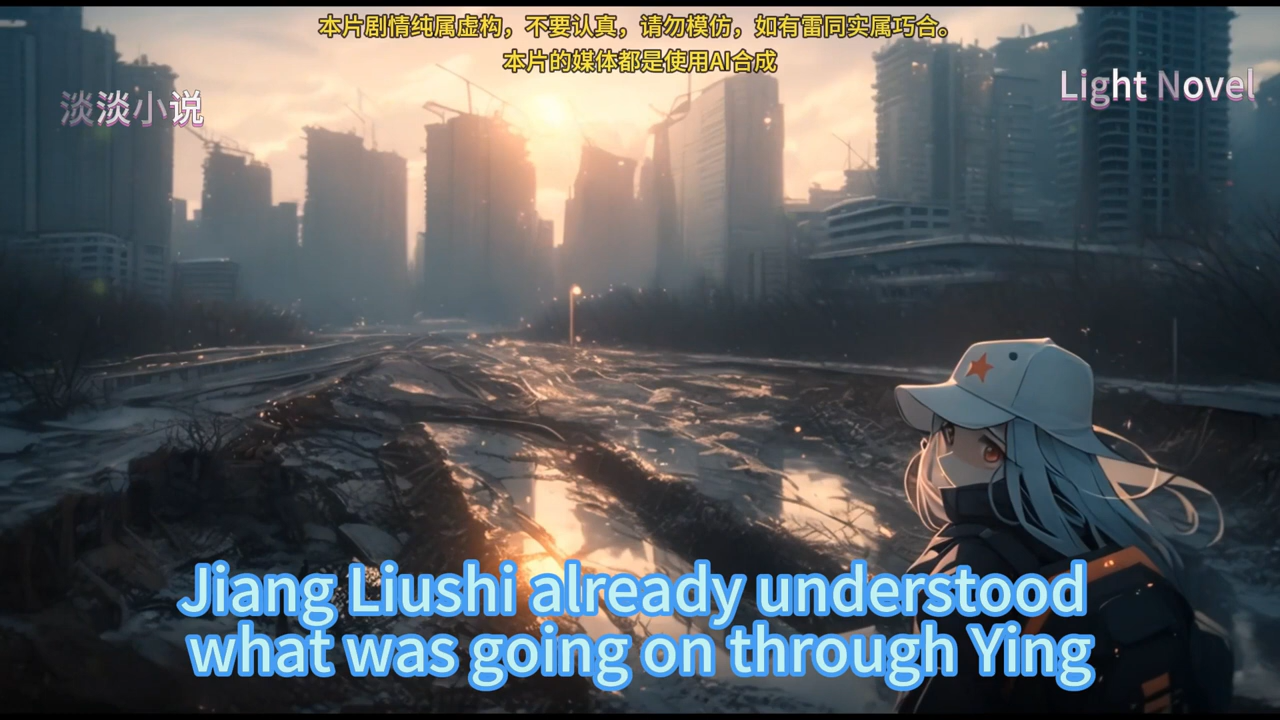 本片剧情纯属虚构，不要认真，请勿模仿，如有雷同实属巧合。
本片的媒体都是使用AI合成
淡淡小说
Light Novel
Jiang Liushi already understood
what was going on through Ying